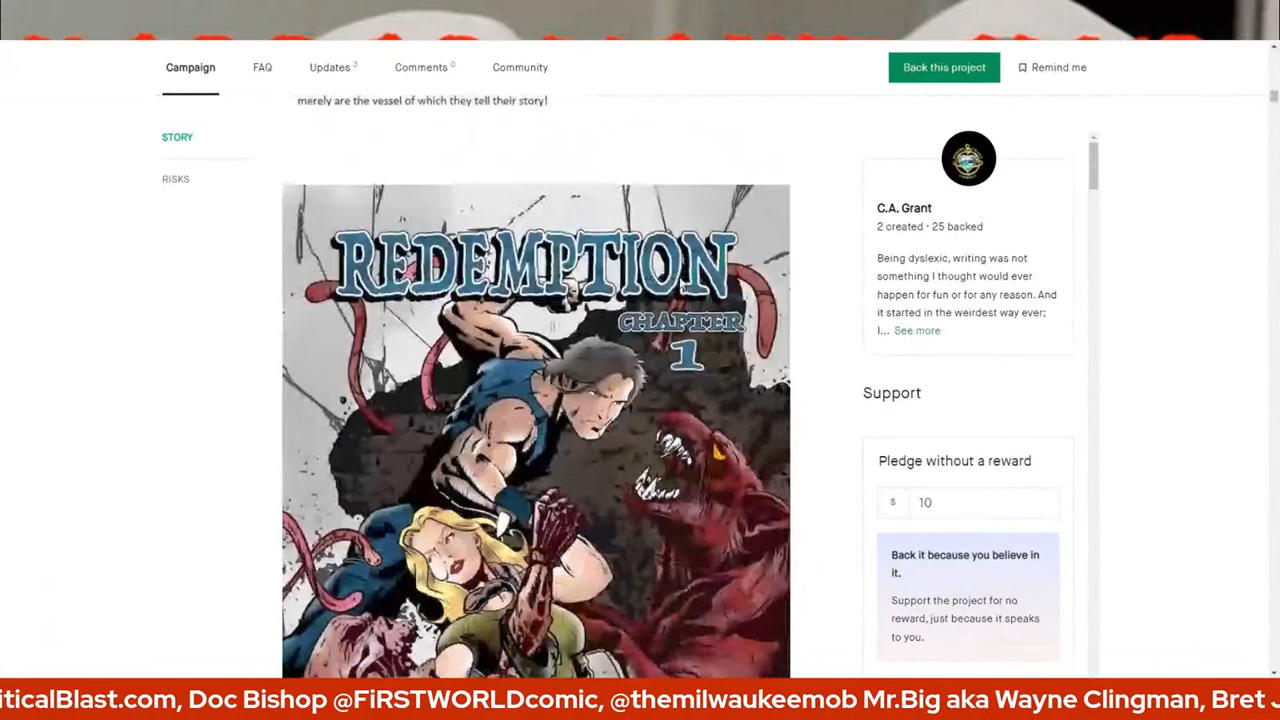 Campaign
FAQ
Updates 3
Comments 0
Community
Back this project
Remind me
merely are the vessel of which they tell their story!
STORY
RISKS
REDEMPTION
CHAPTER
1
C.A. Grant
2 created · 25 backed
Being dyslexic, writing was not
something I thought would ever
happen for fun or for any reason. And
it started in the weirdest way ever;
I... See more
Support
Pledge without a reward
$ 10
Back it because you believe in
it.
Support the project for no
reward, just because it speaks
to you.
iticalBlast.com, Doc Bishop @FiRSTWORLDcomic, @themilwaukeemob Mr.Big aka Wayne Clingman, Bret J